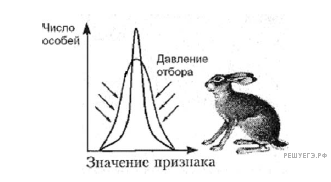 Число
особей
Давление
отбора
Значение признака
РЕШУЕГЭ.РФ